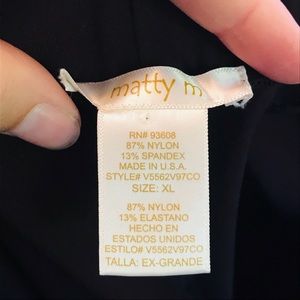 matty m
RN# 93608
87% NYLON
13% SPANDEX
MADE IN U.S.A.
STYLE# V5562V97CO
SIZE: XL
87% NYLON
13% ELASTANO
HECHO EN
ESTADOS UNIDOS
ESTILO# V5562V97CO
TALLA: EX-GRANDE